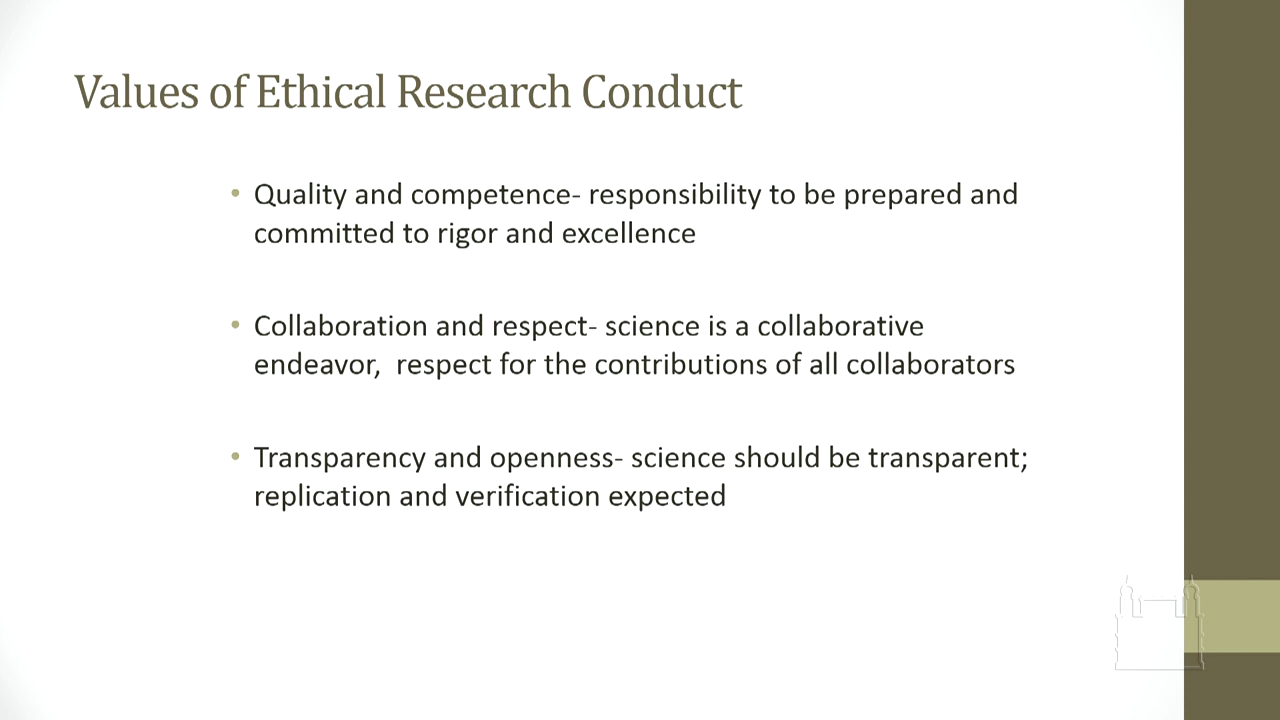 Values of Ethical Research Conduct
• Quality and competence- responsibility to be prepared and
committed to rigor and excellence
• Collaboration and respect- science is a collaborative
endeavor,  respect for the contributions of all collaborators
• Transparency and openness- science should be transparent;
replication and verification expected